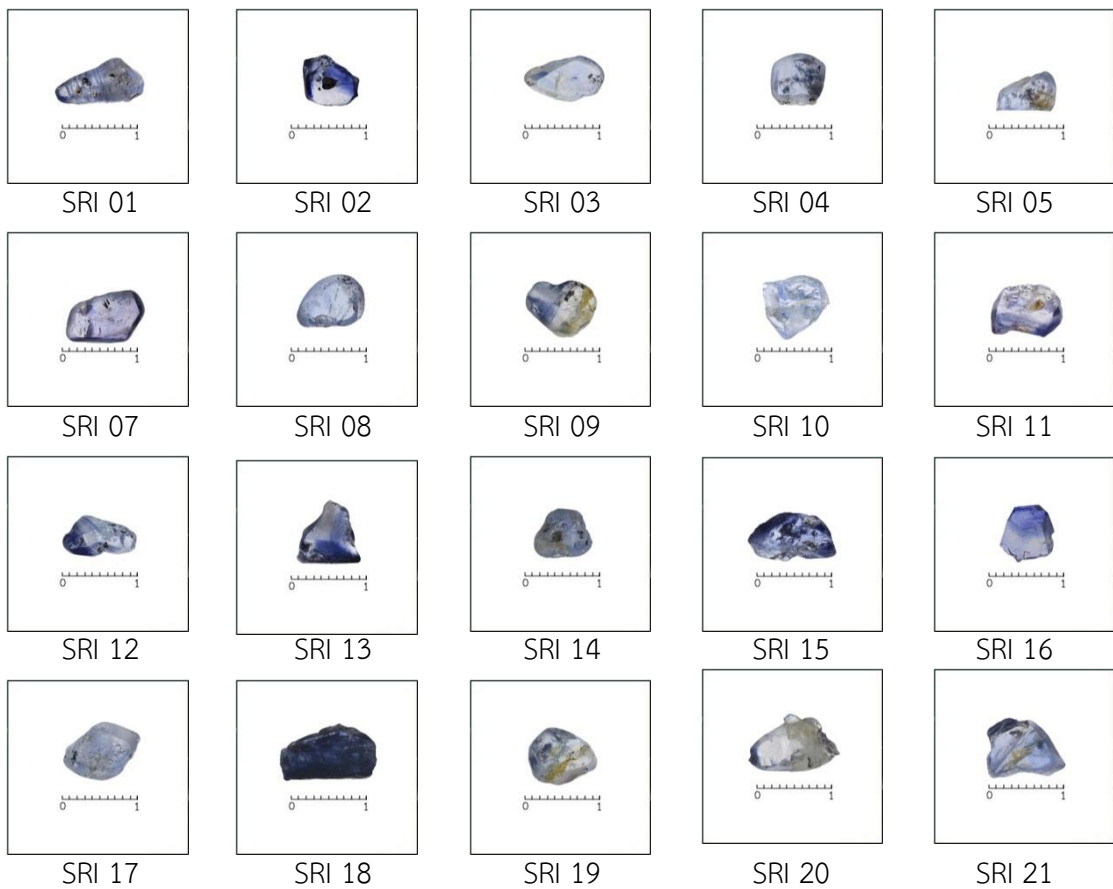 0 1
0 1
0 1
0 1
0 1
SRI 01
SRI 02
SRI 03
SRI 04
SRI 05
0 1
0 1
0 1
0 1
0 1
SRI 07
SRI 08
SRI 09
SRI 10
SRI 11
0 1
0 1
0 1
0 1
0 1
SRI 12
SRI 13
SRI 14
SRI 15
SRI 16
0 1
0 1
0 1
0 1
0 1
SRI 17
SRI 18
SRI 19
SRI 20
SRI 21